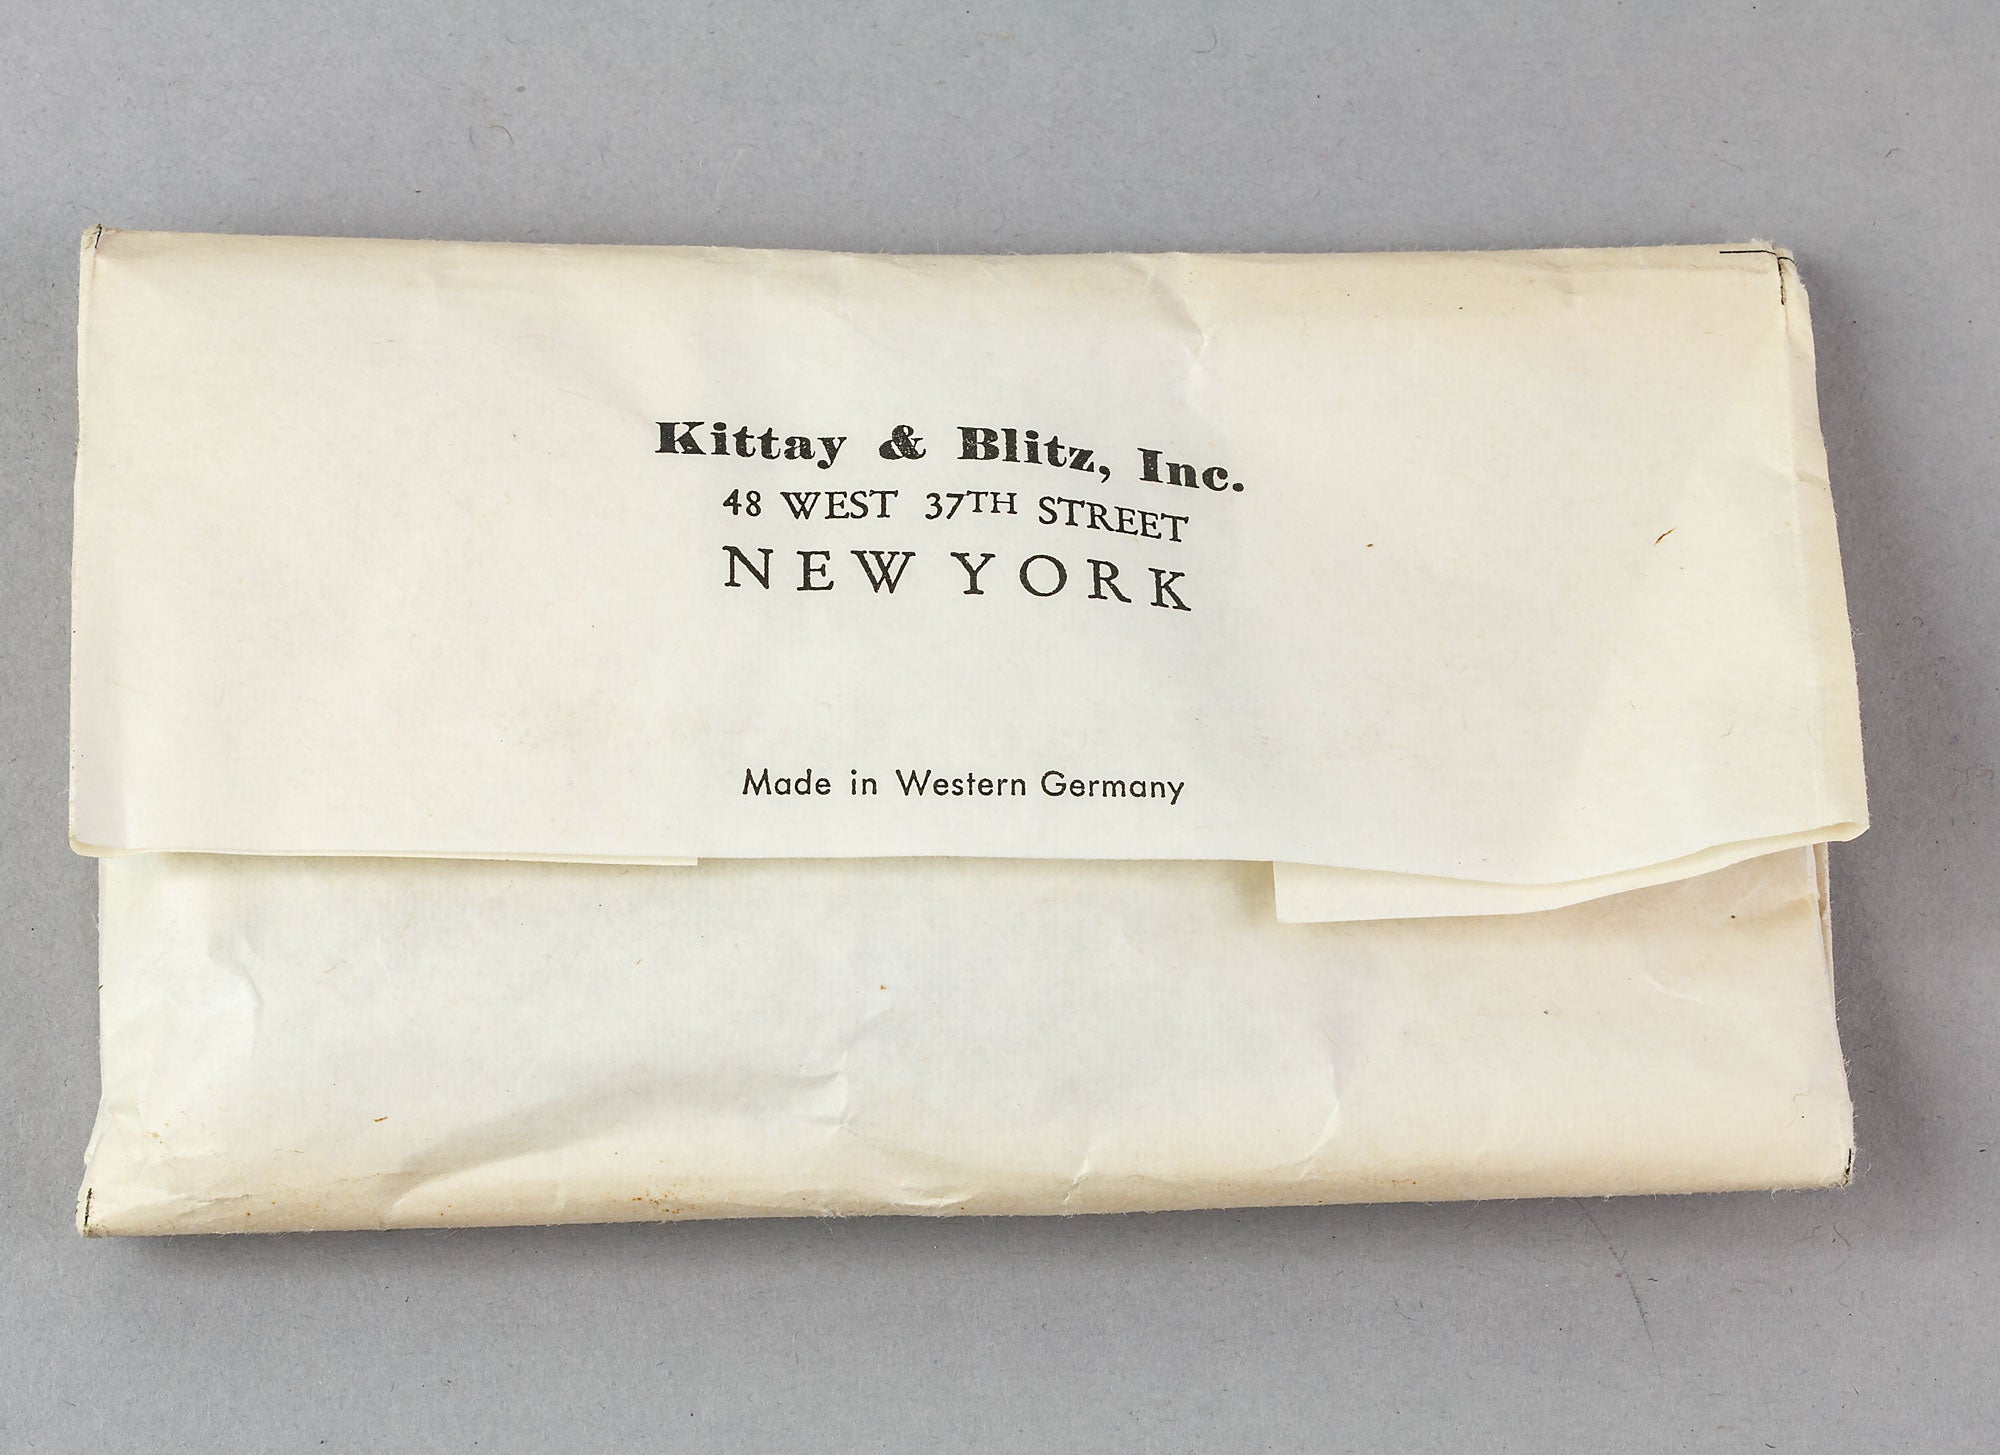 Kittay & Blitz, Inc.
48 WEST 37TH STREET
NEW YORK
Made in Western Germany